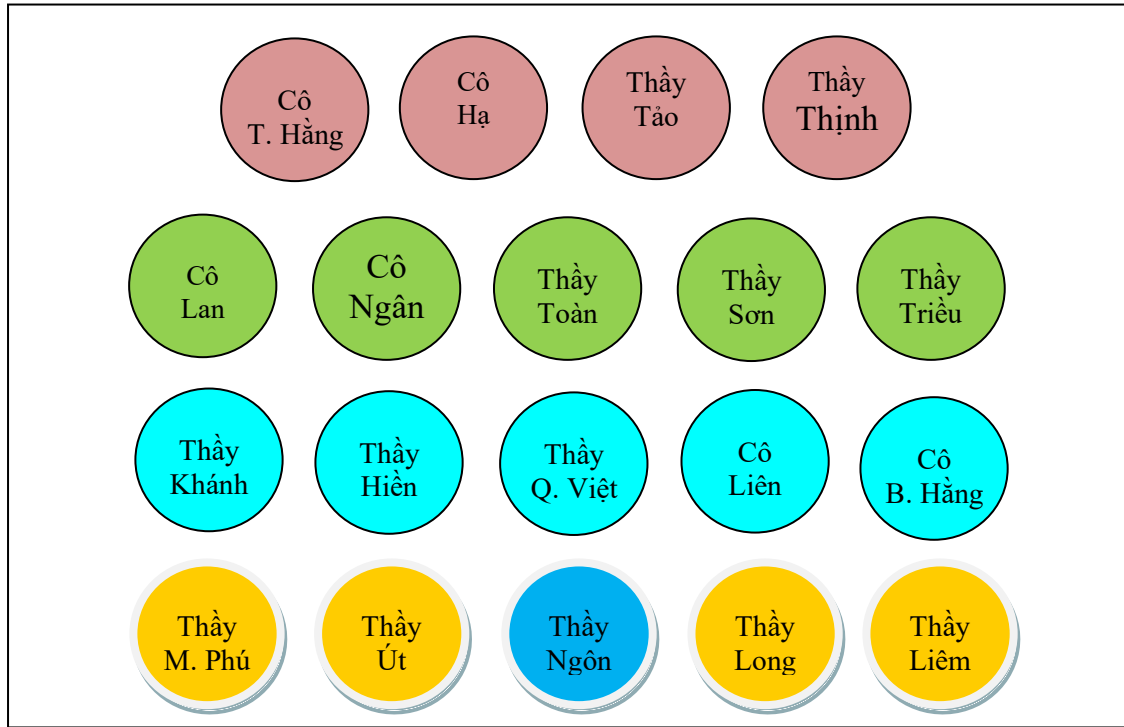 Cô
T. Hằng
Cô
Hạ
Thầy
Tảo
Thầy
Thịnh
Cô
Lan
Cô
Ngân
Thầy
Toàn
Thầy
Sơn
Thầy
Triều
Thầy
Khánh
Thầy
Hiền
Thầy
Q. Việt
Cô
Liên
Cô
B. Hằng
Thầy
M. Phú
Thầy
Út
Thầy
Ngôn
Thầy
Long
Thầy
Liêm